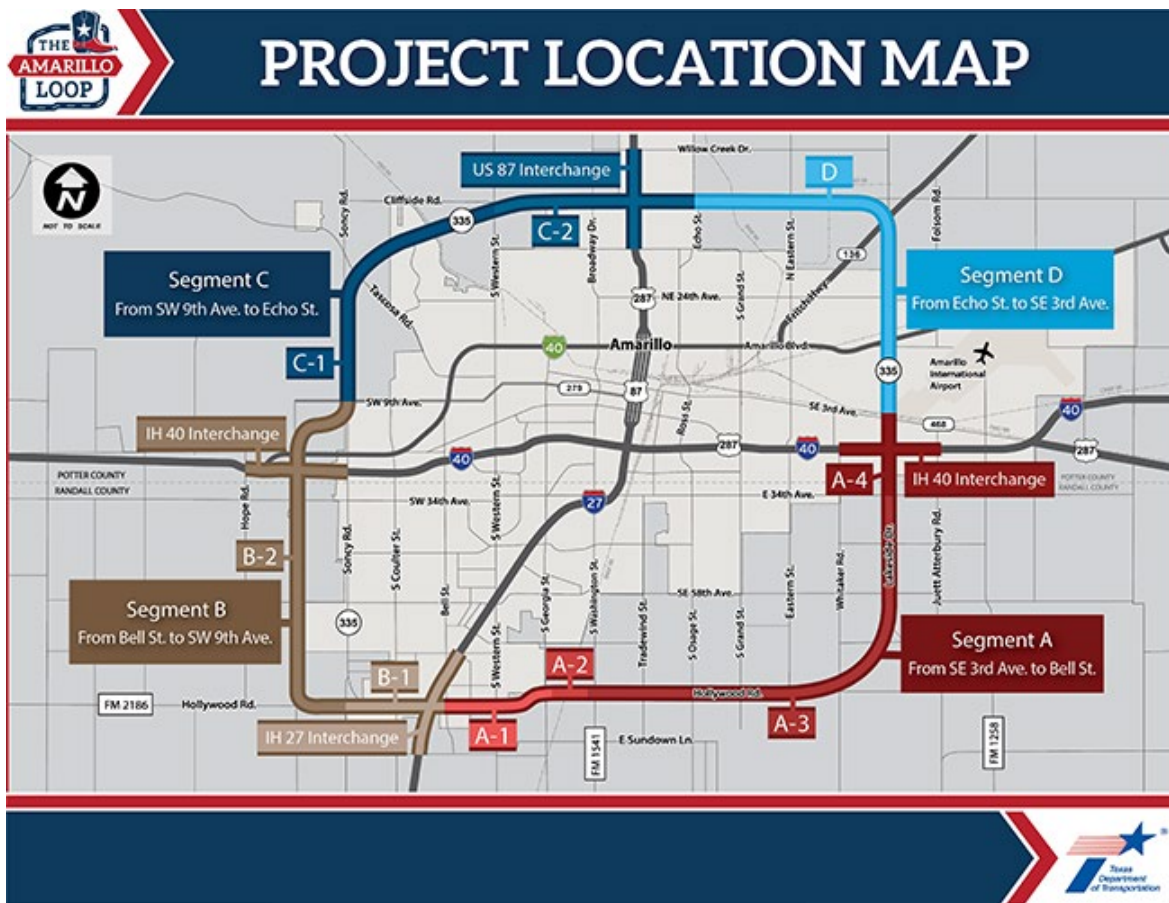 THE
AMARILLO
LOOP
PROJECT LOCATION MAP
N
NOT TO SCALE
US 87 Interchange
Willow Creek Dr.
D
Soncy Rd.
Cliffside Rd.
335
C-2
S Western St.
Broadway Dr.
Echo St.
N Eastern St.
Folsom Rd.
136
Segment C
From SW 9th Ave. to Echo St.
Tascosa Rd.
287
NE 24th Ave.
S Grand St.
Fritch Hwy
Segment D
From Echo St. to SE 3rd Ave.
C-1
40
Amarillo
Amarillo Blvd.
335
Amarillo
International
Airport
279
87
SW 9th Ave.
Ross St.
SE 3rd Ave.
468
40
IH 40 Interchange
40
287
40
287
POTTER COUNTY
RANDALL COUNTY
SW 34th Ave.
E 34th Ave.
A-4
IH 40 Interchange
POTTER COUNTY
RANDALL COUNTY
Hope Rd.
27
B-2
Soncy Rd.
S Coulter St.
Bell St.
S Western St.
S Georgia St.
S Washington St.
Tradewind St.
S Osage St.
S Grand St.
Eastern St.
Whitaker Rd.
Lakeside Dr.
Juett Atterbury Rd.
SE 58th Ave.
Segment B
From Bell St. to SW 9th Ave.
335
S Western St.
Segment A
From SE 3rd Ave. to Bell St.
B-1
A-2
FM 2186
Hollywood Rd.
Hollywood Rd.
IH 27 Interchange
A-1
A-3
E Sundown Ln.
FM 1541
FM 1258
Texas
Department
of Transportation
®